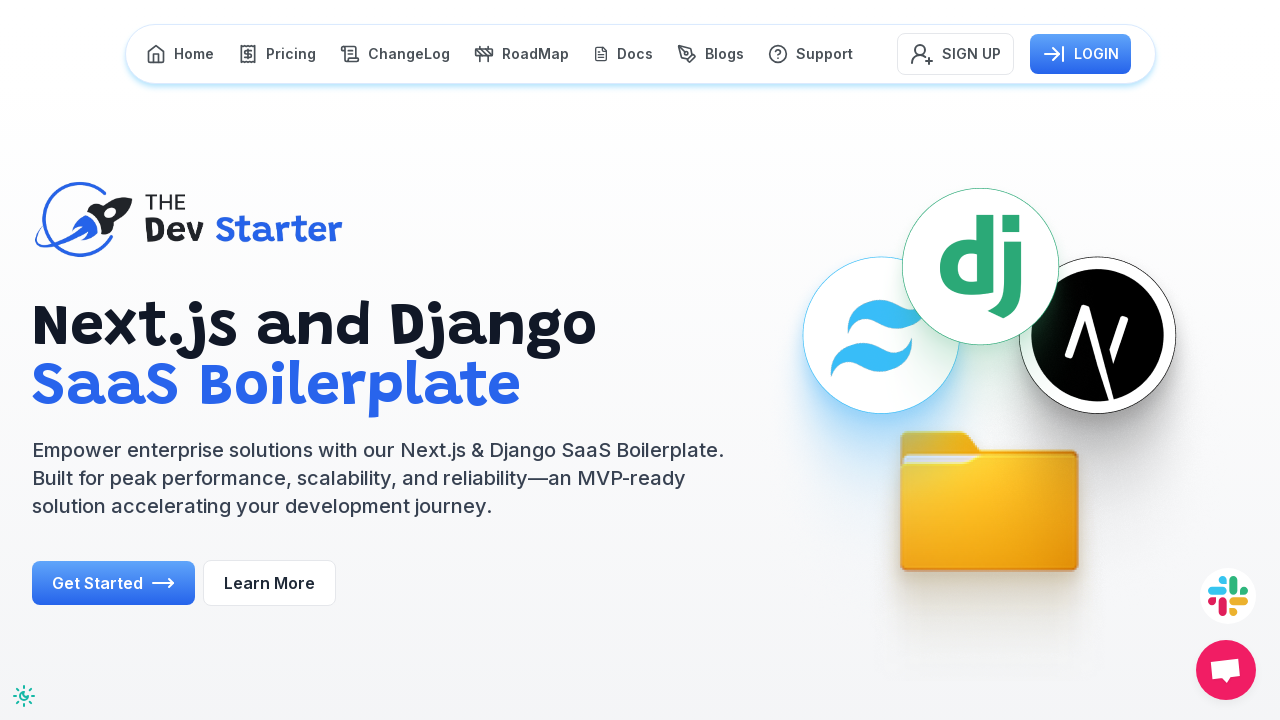 Home
Pricing
ChangeLog
RoadMap
Docs
Blogs
Support
SIGN UP
LOGIN
THE
Dev Starter
dj
Next.js and Django
SaaS Boilerplate
Empower enterprise solutions with our Next.js & Django SaaS Boilerplate.
Built for peak performance, scalability, and reliability—an MVP-ready
solution accelerating your development journey.
Get Started
Learn More